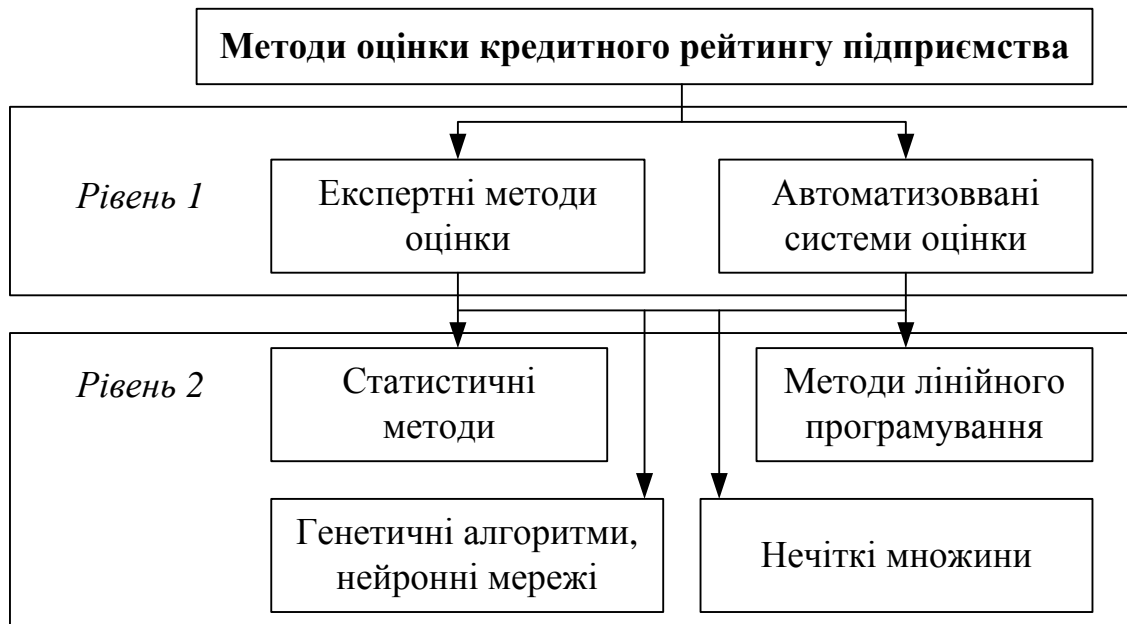 Методи оцінки кредитного рейтингу підприємства
Рівень 1
Експертні методи
оцінки
Автоматизоввані
системи оцінки
Рівень 2
Статистичні
методи
Методи лінійного
програмування
Генетичні алгоритми,
нейронні мережі
Нечіткі множини